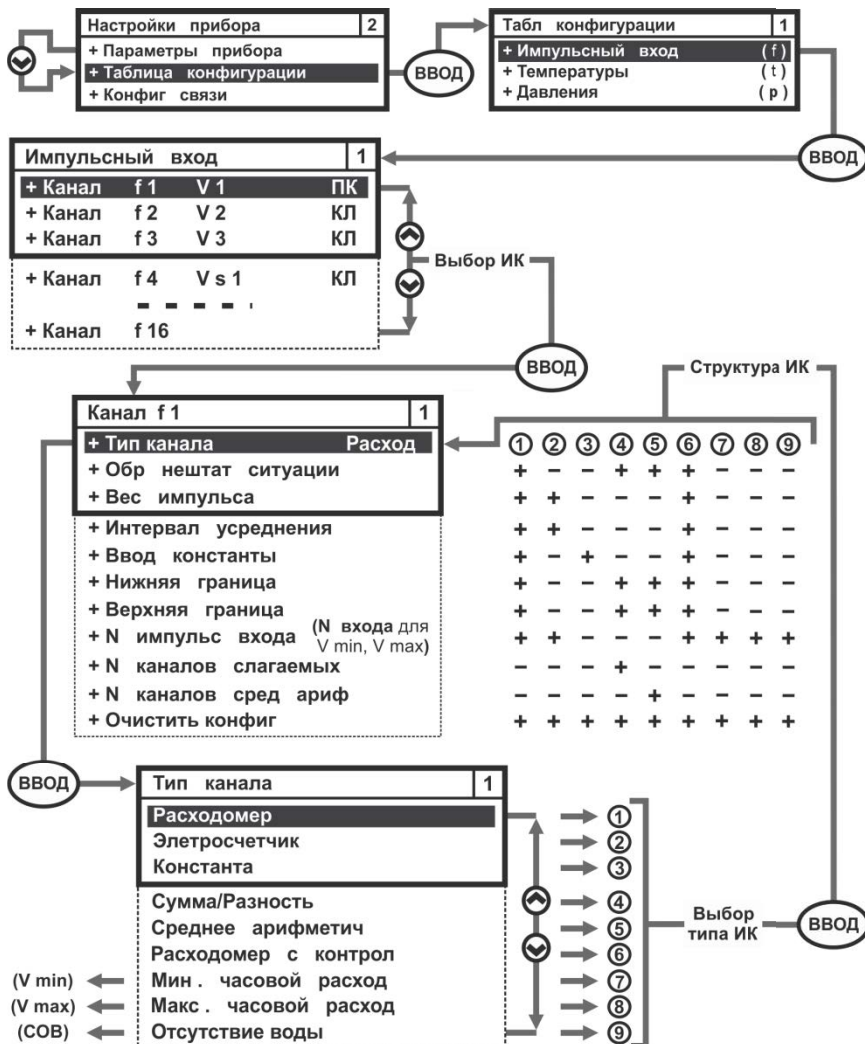 Настройки прибора 2
+ Параметры прибора
+ Таблица конфигурации
+ Конфиг связи
ВВОД
Табл конфигурации 1
+ Импульсный вход (f)
+ Температуры (t)
+ Давления (p)
ВВОД
Импульсный вход 1
+ Канал f 1 V 1 ПК
+ Канал f 2 V 2 КЛ
+ Канал f 3 V 3 КЛ
+ Канал f 4 V s 1 КЛ
+ Канал f 16
Выбор ИК
ВВОД
Структура ИК
Канал f 1 1
+ Тип канала Расход 1 2 3 4 5 6 7 8 9
+ Обр нештат ситуации + − − + + + − − −
+ Вес импульса + + − − − + − − −
+ Интервал усреднения + + − − − + − − −
+ Ввод константы + − + − − + − − −
+ Нижняя граница + − − + + + − − −
+ Верхняя граница + − − + + + − − −
+ N импульс входа (N входа для V min, V max) + + − − − + + + +
+ N каналов слагаемых − − − + − − − − −
+ N каналов сред ариф − − − − + − − − −
+ Очистить конфиг + + + + + + + + +
ВВОД
Тип канала 1
Расходомер 1
Элетросчетчик 2
Константа 3
Сумма/Разность 4
Среднее арифметич 5
Расходомер с контрол 6
(V min) Мин . часовой расход 7
(V max) Макс . часовой расход 8
(СОВ) Отсутствие воды 9
Выбор
типа ИК
ВВОД